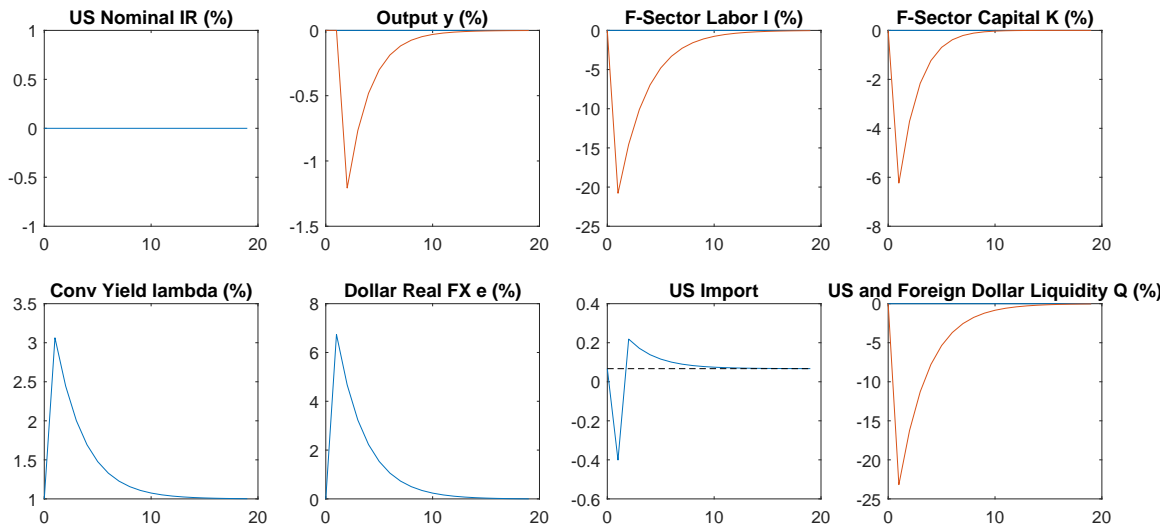 US Nominal IR (%)
1
0.5
0
-0.5
-1
0 10 20
Output y (%)
0
-0.5
-1
-1.5
0 10 20
F-Sector Labor l (%)
0
-5
-10
-15
-20
-25
0 10 20
F-Sector Capital K (%)
0
-2
-4
-6
-8
0 10 20
Conv Yield lambda (%)
3.5
3
2.5
2
1.5
1
0 10 20
Dollar Real FX e (%)
8
6
4
2
0
0 10 20
US Import
0.4
0.2
0
-0.2
-0.4
-0.6
0 10 20
US and Foreign Dollar Liquidity Q (%)
0
-5
-10
-15
-20
-25
0 10 20